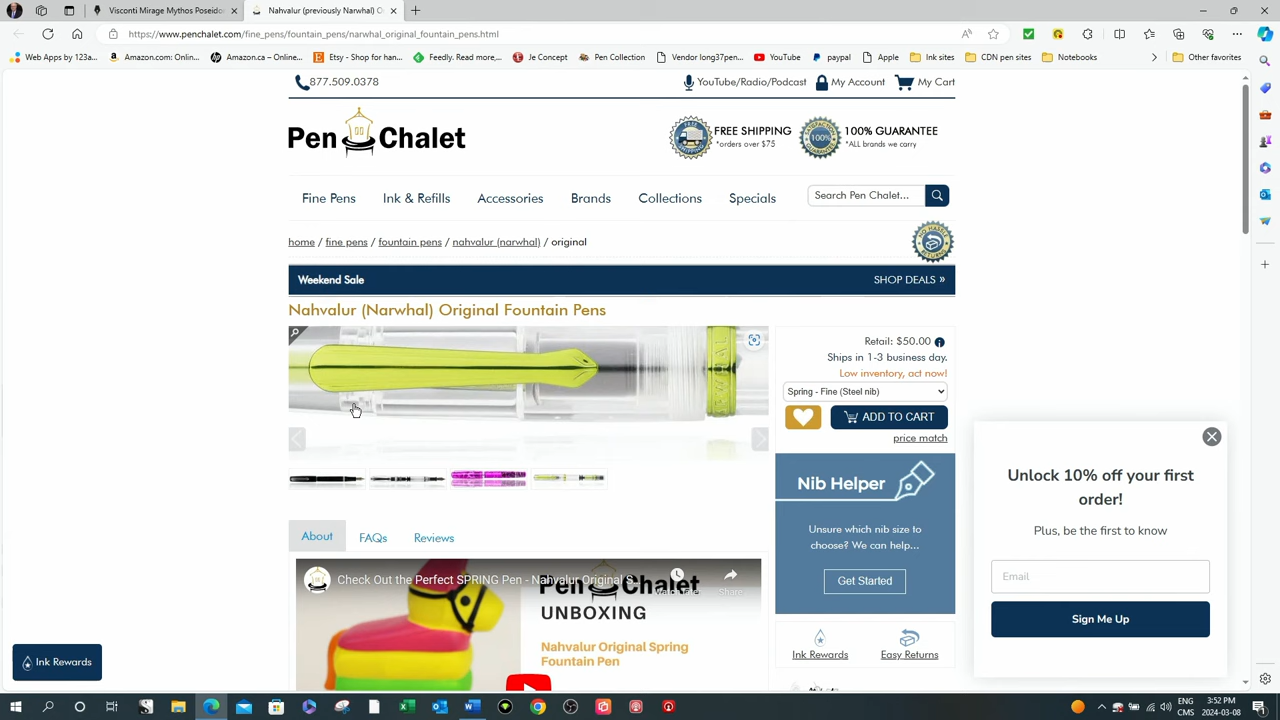 Visconti Mirage Mythos Poseidon
Nahvalur (previously Narwhal) O
https://www.penchalet.com/fine_pens/fountain_pens/narwhal_original_fountain_pens.html
Web Apps by 123a...
Amazon.com: Onlin...
Amazon.ca – Online...
Etsy - Shop for han...
Feedly. Read more,...
Je Concept
Pen Collection
Vendor long37pen...
YouTube
paypal
Apple
Ink sites
CDN pen sites
Notebooks
Other favorites
877.509.0378
YouTube/Radio/Podcast
My Account
My Cart
Pen Chalet
FREE SHIPPING
*orders over $75
100%
100% GUARANTEE
*ALL brands we carry
Fine Pens
Ink & Refills
Accessories
Brands
Collections
Specials
Search Pen Chalet...
home / fine pens / fountain pens / nahvalur (narwhal) / original
Weekend Sale
SHOP DEALS »
Nahvalur (Narwhal) Original Fountain Pens
Retail: $50.00
Ships in 1-3 business day.
Low inventory, act now!
Spring - Fine (Steel nib)
ADD TO CART
price match
Nib Helper
Unsure which nib size to
choose? We can help...
Get Started
Ink Rewards
Easy Returns
About
FAQs
Reviews
Check Out the Perfect SPRING Pen - Nahvalur Original S...
Share
Pen Chalet
UNBOXING
Nahvalur Original Spring
Fountain Pen
Unlock 10% off your first
order!
Plus, be the first to know
Email
Sign Me Up
Ink Rewards
ENG
CMS
3:52 PM
2024-03-08